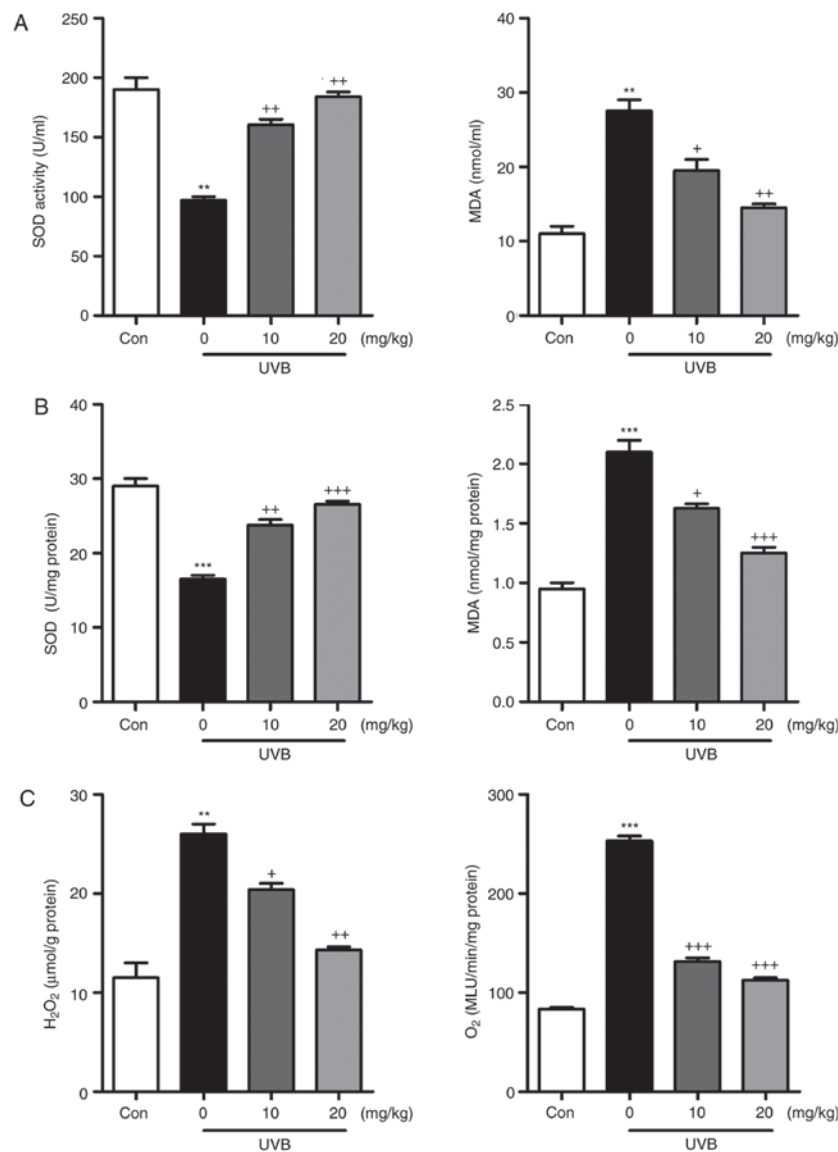 A
SOD activity (U/ml)
250
200
150
100
50
0
**
++
++
Con
0
10
20
(mg/kg)
UVB
MDA (nmol/ml)
40
30
20
10
0
**
+
++
Con
0
10
20
(mg/kg)
UVB
B
SOD (U/mg protein)
40
30
20
10
0
***
++
+++
Con
0
10
20
(mg/kg)
UVB
MDA (nmol/mg protein)
2.5
2.0
1.5
1.0
0.5
0.0
***
+
+++
Con
0
10
20
(mg/kg)
UVB
C
H₂O₂ (μmol/g protein)
30
20
10
0
**
+
++
Con
0
10
20
(mg/kg)
UVB
O₂ (MLU/min/mg protein)
300
200
100
0
***
+++
+++
Con
0
10
20
(mg/kg)
UVB